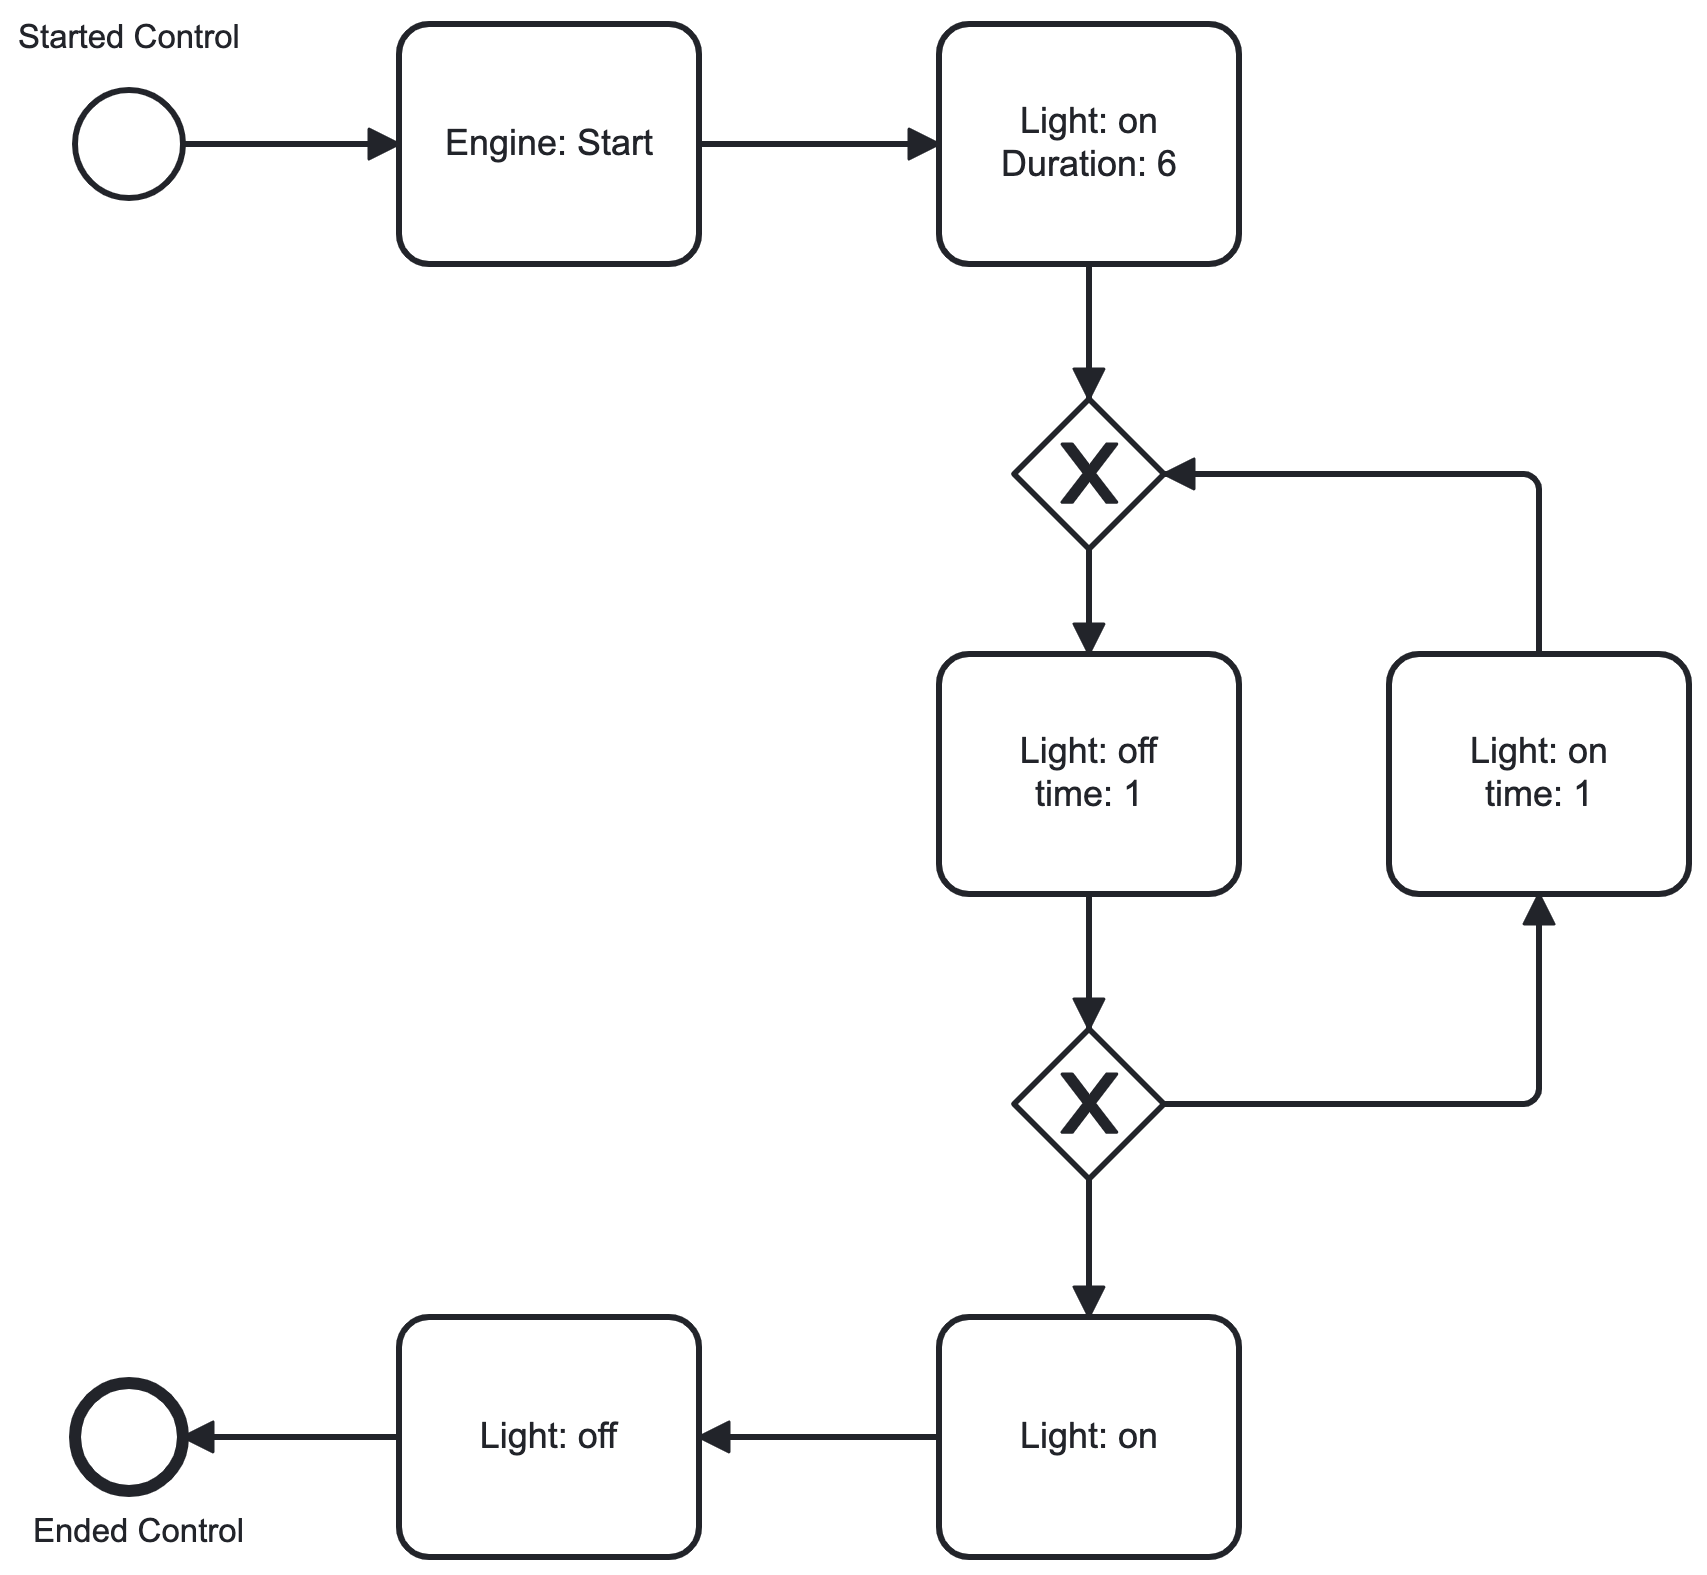 Started Control
Engine: Start
Light: on
Duration: 6
X
Light: off
time: 1
Light: on
time: 1
X
Light: on
Light: off
Ended Control